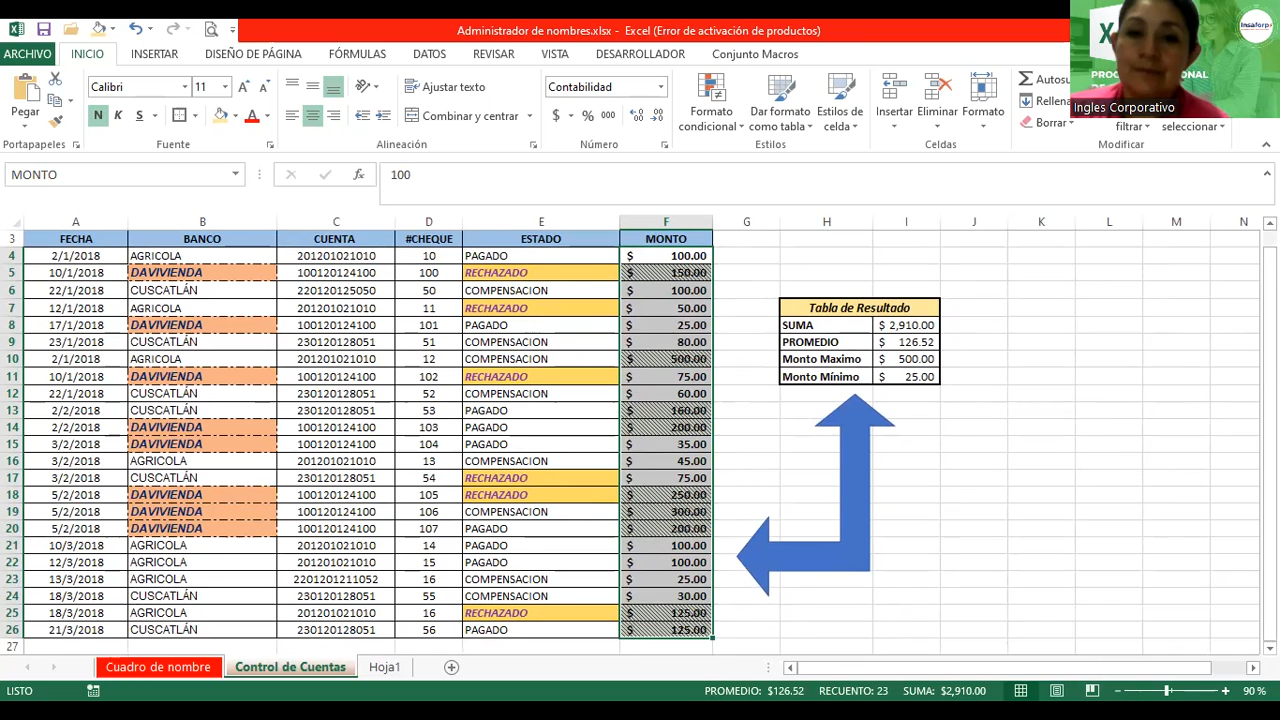 Administrador de nombres.xlsx - Excel (Error de activación de productos)
ARCHIVO INICIO INSERTAR DISEÑO DE PÁGINA FÓRMULAS DATOS REVISAR VISTA DESARROLLADOR Conjunto Macros
Insaforp
Ingles Corporativo
Pegar
Calibri 11
N K S
Ajustar texto
Combinar y centrar
Contabilidad
$ % 000
Formato condicional
Dar formato como tabla
Estilos de celda
Insertar Eliminar Formato
Autosu
Rellena
Borrar
filtrar
seleccionar
Portapapeles Fuente Alineación Número Estilos Celdas Modificar
MONTO fx 100
A B C D E F G H I J K L M N
3 FECHA BANCO CUENTA #CHEQUE ESTADO MONTO
4 2/1/2018 AGRICOLA 201201021010 10 PAGADO $ 100.00
5 10/1/2018 DAVIVIENDA 100120124100 100 RECHAZADO $ 150.00
6 22/1/2018 CUSCATLÁN 220120125050 50 COMPENSACION $ 100.00
7 12/1/2018 AGRICOLA 201201021010 11 RECHAZADO $ 50.00 Tabla de Resultado
8 17/1/2018 DAVIVIENDA 100120124100 101 PAGADO $ 25.00 SUMA $ 2,910.00
9 23/1/2018 CUSCATLÁN 230120128051 51 COMPENSACION $ 80.00 PROMEDIO $ 126.52
10 2/1/2018 AGRICOLA 201201021010 12 COMPENSACION $ 500.00 Monto Maximo $ 500.00
11 10/1/2018 DAVIVIENDA 100120124100 102 RECHAZADO $ 75.00 Monto Mínimo $ 25.00
12 22/1/2018 CUSCATLÁN 230120128051 52 COMPENSACION $ 60.00
13 2/2/2018 CUSCATLÁN 230120128051 53 PAGADO $ 160.00
14 2/2/2018 DAVIVIENDA 100120124100 103 PAGADO $ 200.00
15 3/2/2018 DAVIVIENDA 100120124100 104 PAGADO $ 35.00
16 3/2/2018 AGRICOLA 201201021010 13 COMPENSACION $ 45.00
17 3/2/2018 CUSCATLÁN 230120128051 54 RECHAZADO $ 75.00
18 5/2/2018 DAVIVIENDA 100120124100 105 RECHAZADO $ 250.00
19 5/2/2018 DAVIVIENDA 100120124100 106 COMPENSACION $ 300.00
20 5/2/2018 DAVIVIENDA 100120124100 107 PAGADO $ 200.00
21 10/3/2018 AGRICOLA 201201021010 14 PAGADO $ 100.00
22 12/3/2018 AGRICOLA 201201021010 15 PAGADO $ 100.00
23 13/3/2018 AGRICOLA 2201201211052 16 COMPENSACION $ 25.00
24 18/3/2018 CUSCATLÁN 230120128051 55 COMPENSACION $ 30.00
25 18/3/2018 AGRICOLA 201201021010 16 RECHAZADO $ 125.00
26 21/3/2018 CUSCATLÁN 230120128051 56 PAGADO $ 125.00
27
Cuadro de nombre Control de Cuentas Hoja1
LISTO PROMEDIO: $126.52 RECUENTO: 23 SUMA: $2,910.00 90 %